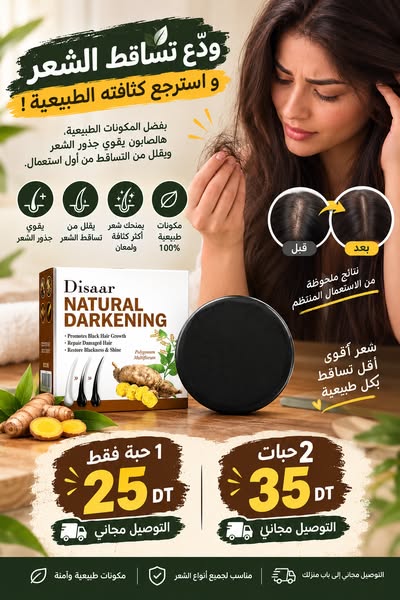 ودّع تساقط الشعر
و استرجع كثافته الطبيعية !
بفضل المكونات الطبيعية،
هالصابون يقوي جذور الشعر
ويقلل من التساقط من أول استعمال.
يقوي
جذور الشعر
يقلل من
تساقط الشعر
يمنحك شعر
أكثر كثافة
ولمعان
مكونات
طبيعية
100%
قبل
بعد
نتائج ملحوظة
من الاستعمال المنتظم
Disaar
NATURAL
DARKENING
• Promotes Black Hair Growth
• Repair Damaged Hair
• Restore Blackness & Shine
Polygonum
Multiflorum
شعر أقوى
أقل تساقط
بكل طبيعية
1 حبة فقط
25 DT
التوصيل مجاني
2 حبات
35 DT
التوصيل مجاني
مكونات طبيعية وآمنة
مناسب لجميع أنواع الشعر
التوصيل مجاني إلى باب منزلك